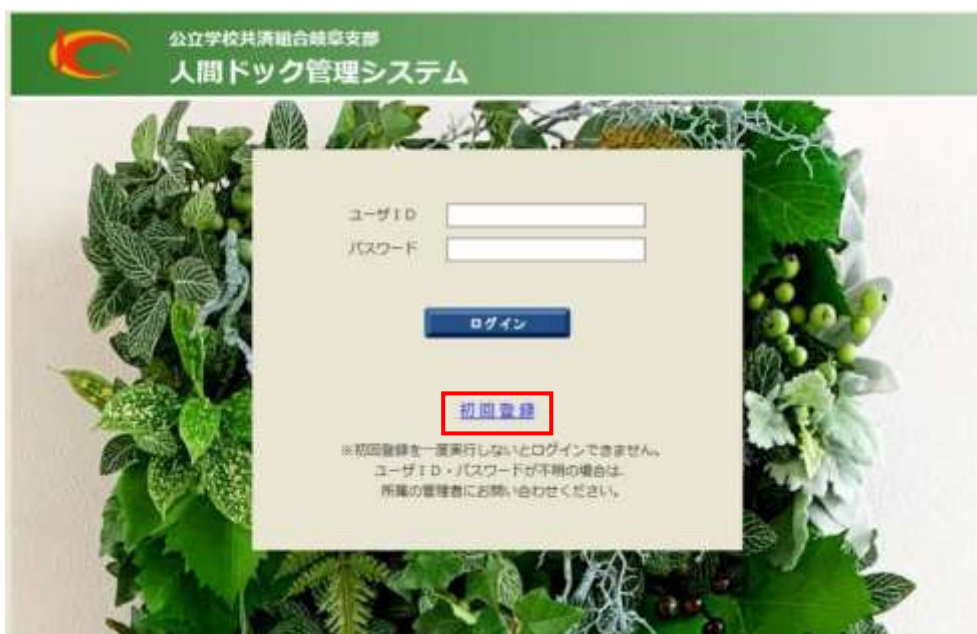 公立学校共済組合岐阜支部
人間ドック管理システム
ユーザID
パスワード
ログイン
初回登録
※初回登録を一度実行しないとログインできません。
ユーザID・パスワードが不明の場合は、
所属の管理者にお問い合わせください。